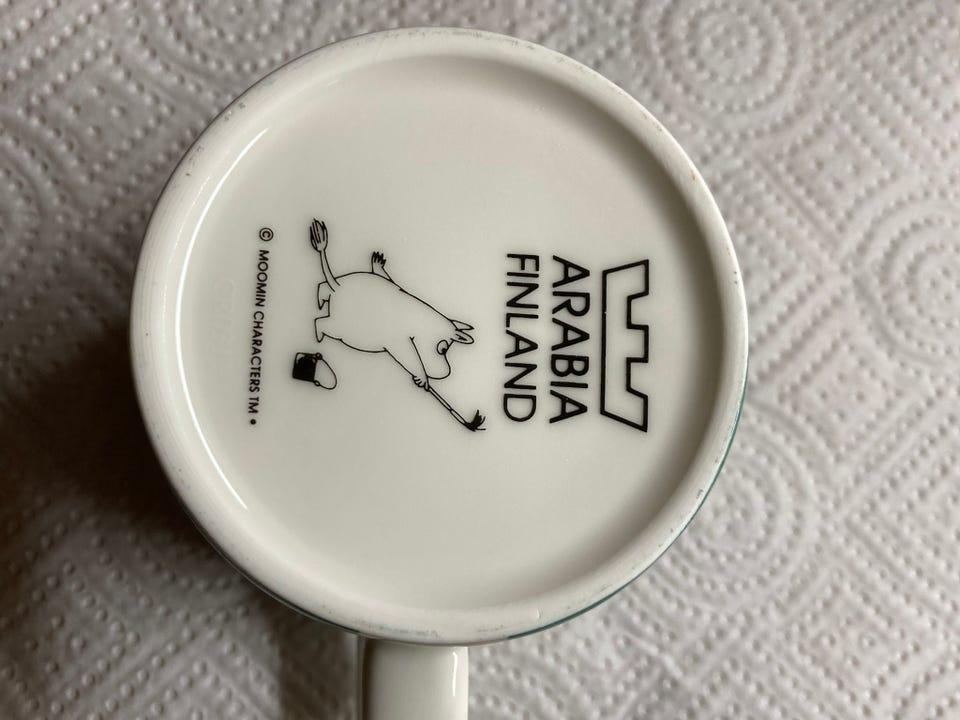 ARABIA
FINLAND
© MOOMIN CHARACTERS TM •